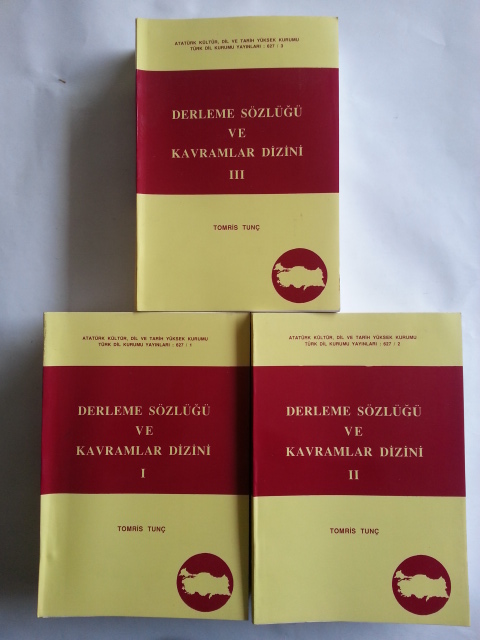 ATATÜRK KÜLTÜR, DİL VE TARİH YÜKSEK KURUMU
TÜRK DİL KURUMU YAYINLARI : 627 / 3
DERLEME SÖZLÜĞÜ
VE
KAVRAMLAR DİZİNİ
III
TOMRİS TUNÇ
ATATÜRK KÜLTÜR, DİL VE TARİH YÜKSEK KURUMU
TÜRK DİL KURUMU YAYINLARI : 627 / 1
DERLEME SÖZLÜĞÜ
VE
KAVRAMLAR DİZİNİ
I
TOMRİS TUNÇ
ATATÜRK KÜLTÜR, DİL VE TARİH YÜKSEK KURUMU
TÜRK DİL KURUMU YAYINLARI : 627 / 2
DERLEME SÖZLÜĞÜ
VE
KAVRAMLAR DİZİNİ
II
TOMRİS TUNÇ